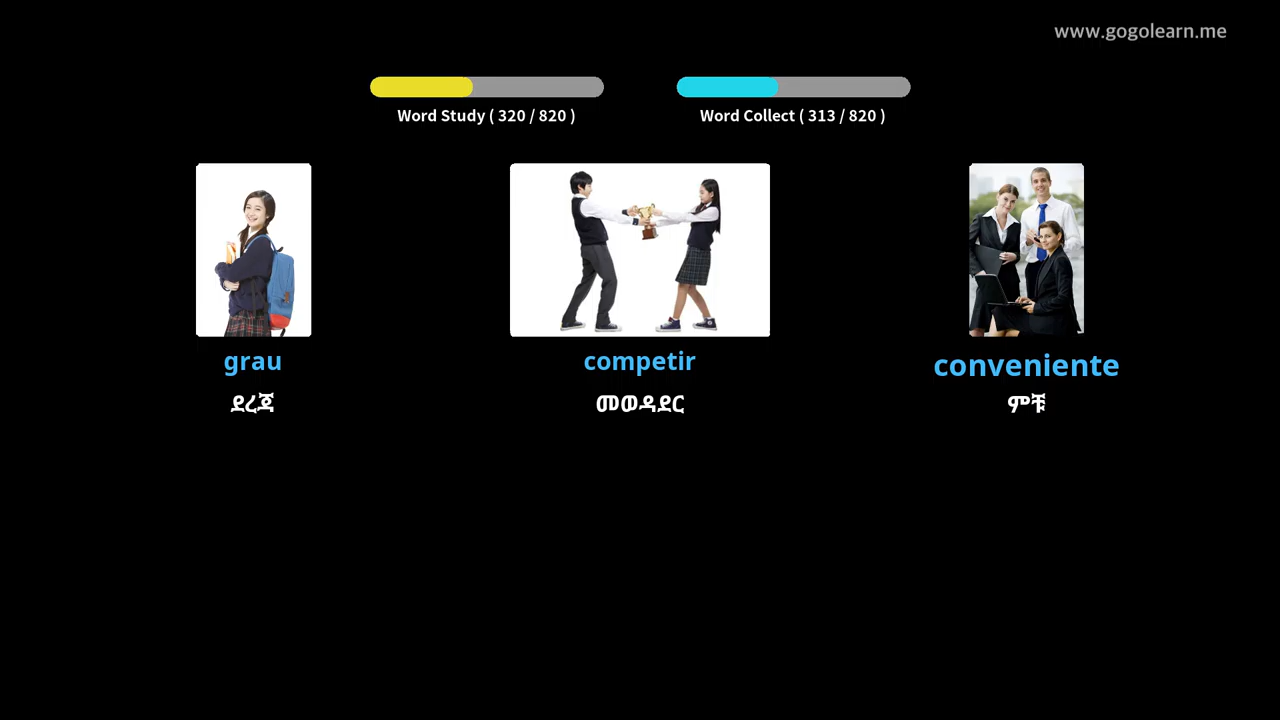 www.gogolearn.me
Word Study ( 320 / 820 )
Word Collect ( 313 / 820 )
grau
ደረጃ
competir
መወዳደር
conveniente
ምቹ